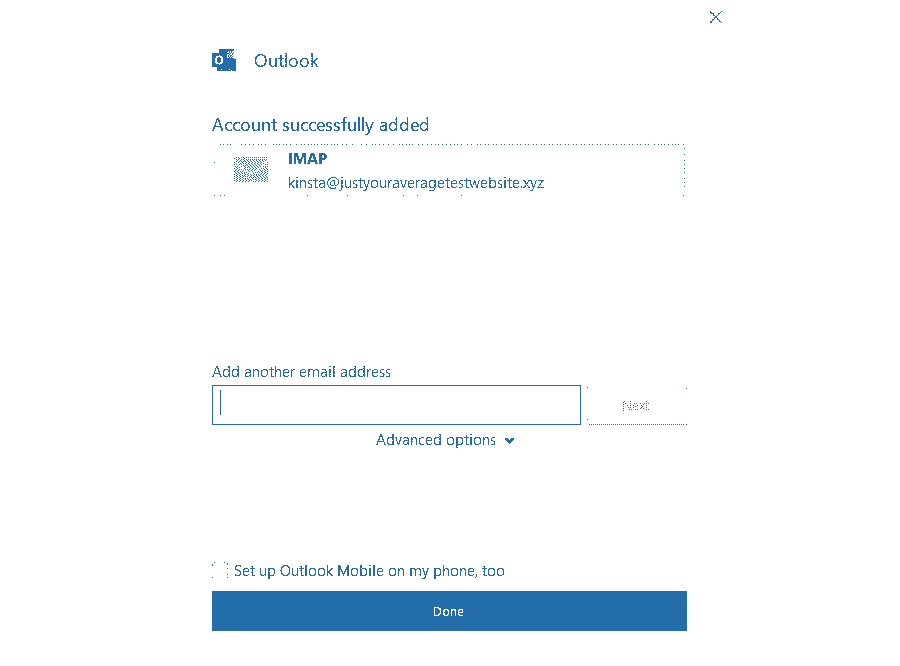 Outlook
Account successfully added
IMAP
kinsta@justyouraveragetestwebsite.xyz
Add another email address
Next
Advanced options
Set up Outlook Mobile on my phone, too
Done